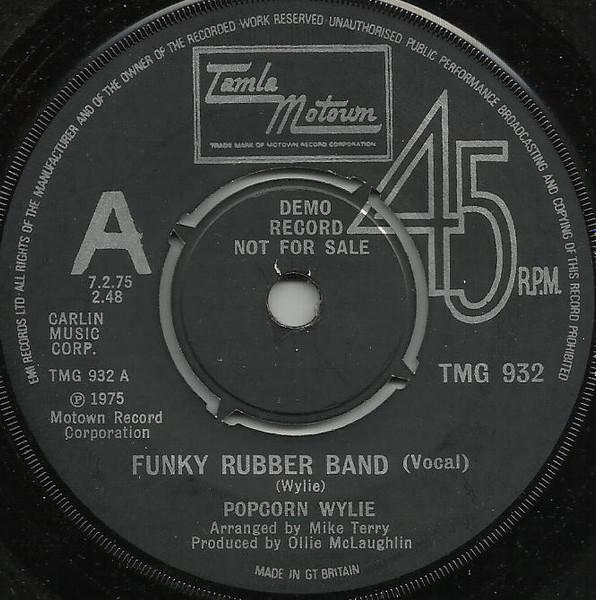 EMI RECORDS LTD·ALL RIGHTS OF THE MANUFACTURER AND OF THE OWNER OF THE RECORDED WORK RESERVED·UNAUTHORISED PUBLIC PERFORMANCE BROADCASTING AND COPYING OF THIS RECORD PROHIBITED
Tamla
Motown
TRADE MARK OF MOTOWN RECORD CORPORATION
45
R.P.M.
A
DEMO
RECORD
NOT FOR SALE
7.2.75
2.48
CARLIN
MUSIC
CORP.
TMG 932 A
℗ 1975
Motown Record
Corporation
TMG 932
FUNKY RUBBER BAND (Vocal)
(Wylie)
POPCORN WYLIE
Arranged by Mike Terry
Produced by Ollie McLaughlin
MADE IN GT BRITAIN